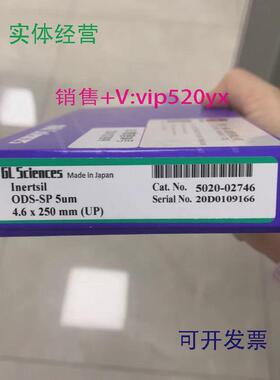 实体经营
销售+V:vip520yx
GL Sciences Made in Japan
Inertsil
ODS-SP 5um
4.6 x 250 mm (UP)
Cat. No. 5020-02746
Serial No. 20D0109166
可开发票